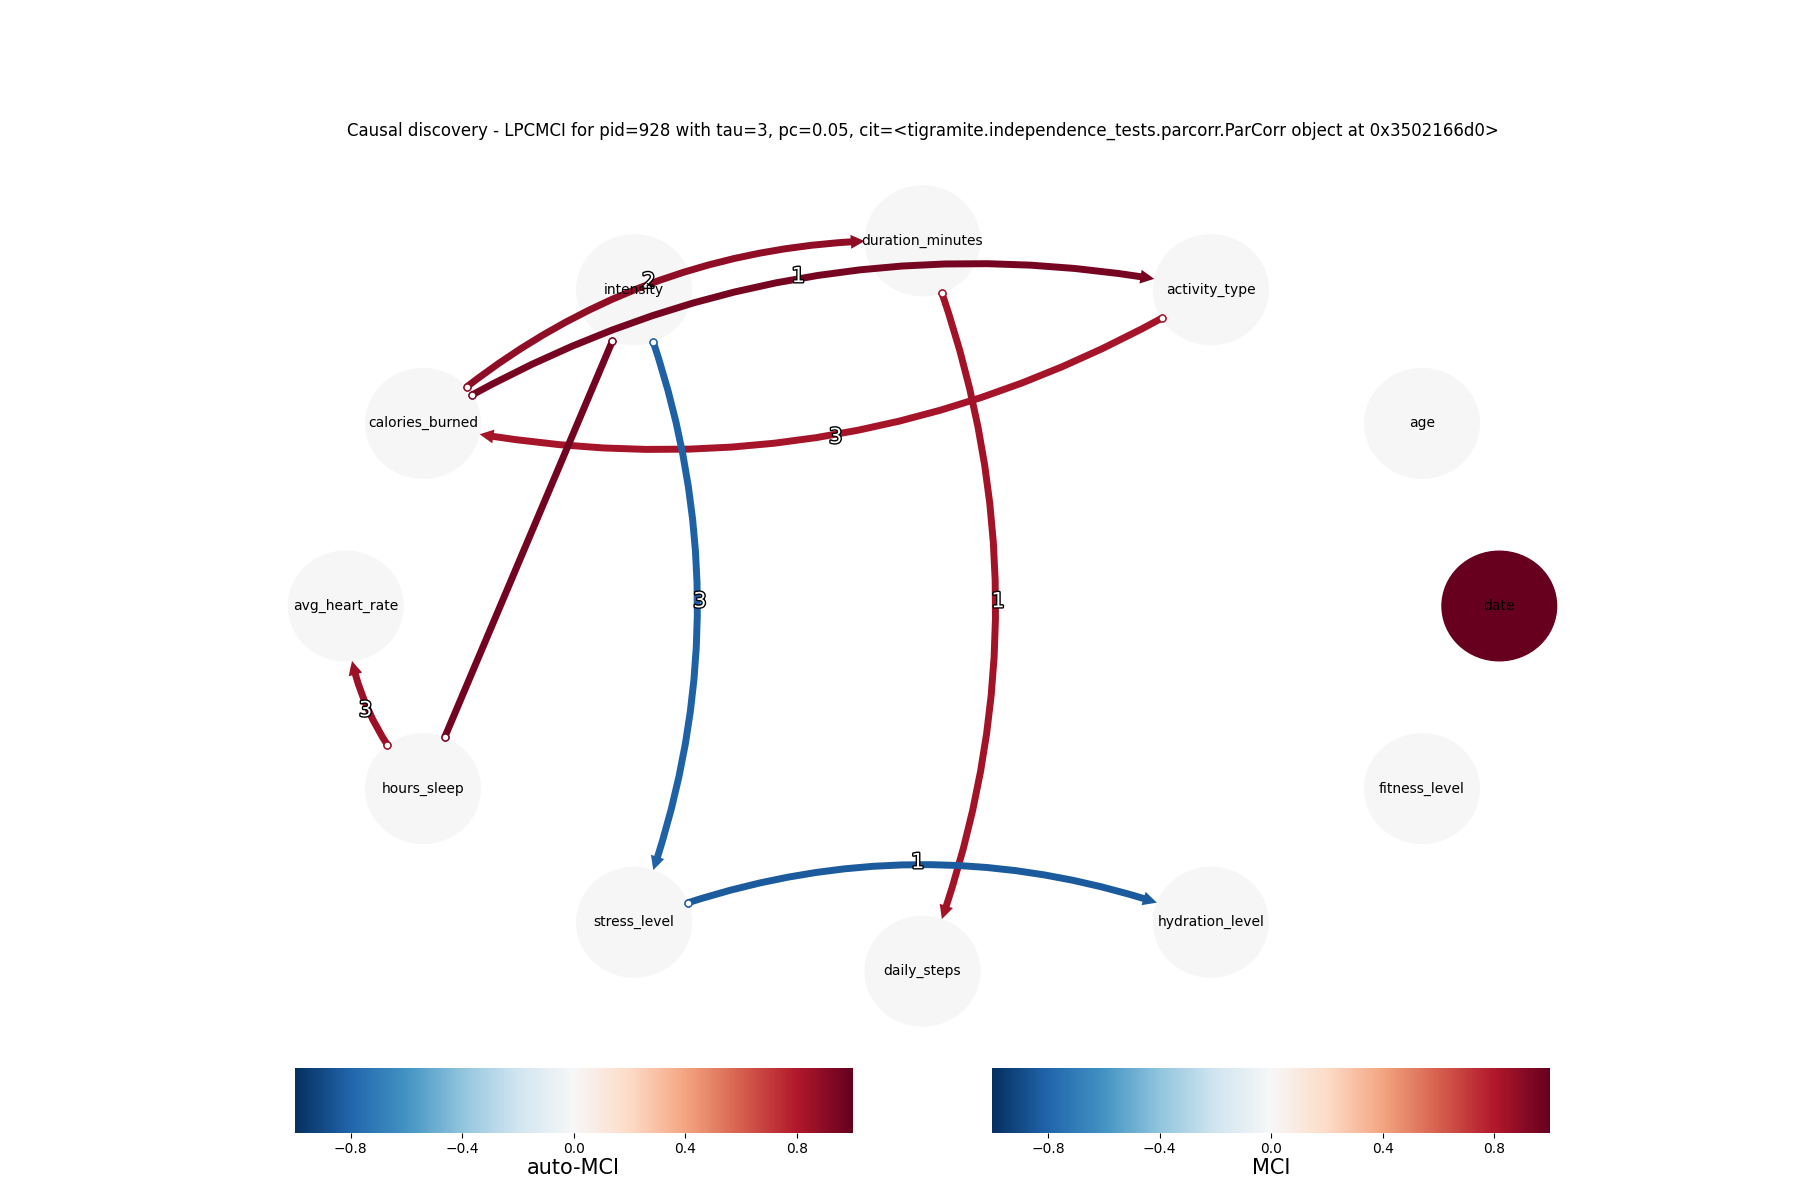 Causal discovery - LPCMCI for pid=928 with tau=3, pc=0.05, cit=<tigramite.independence_tests.parcorr.ParCorr object at 0x3502166d0>
duration_minutes
2
1
intensity
activity_type
calories_burned
age
3
3
1
avg_heart_rate
date
3
hours_sleep
fitness_level
1
stress_level
hydration_level
daily_steps
−0.8 −0.4 0.0 0.4 0.8
auto-MCI
−0.8 −0.4 0.0 0.4 0.8
MCI